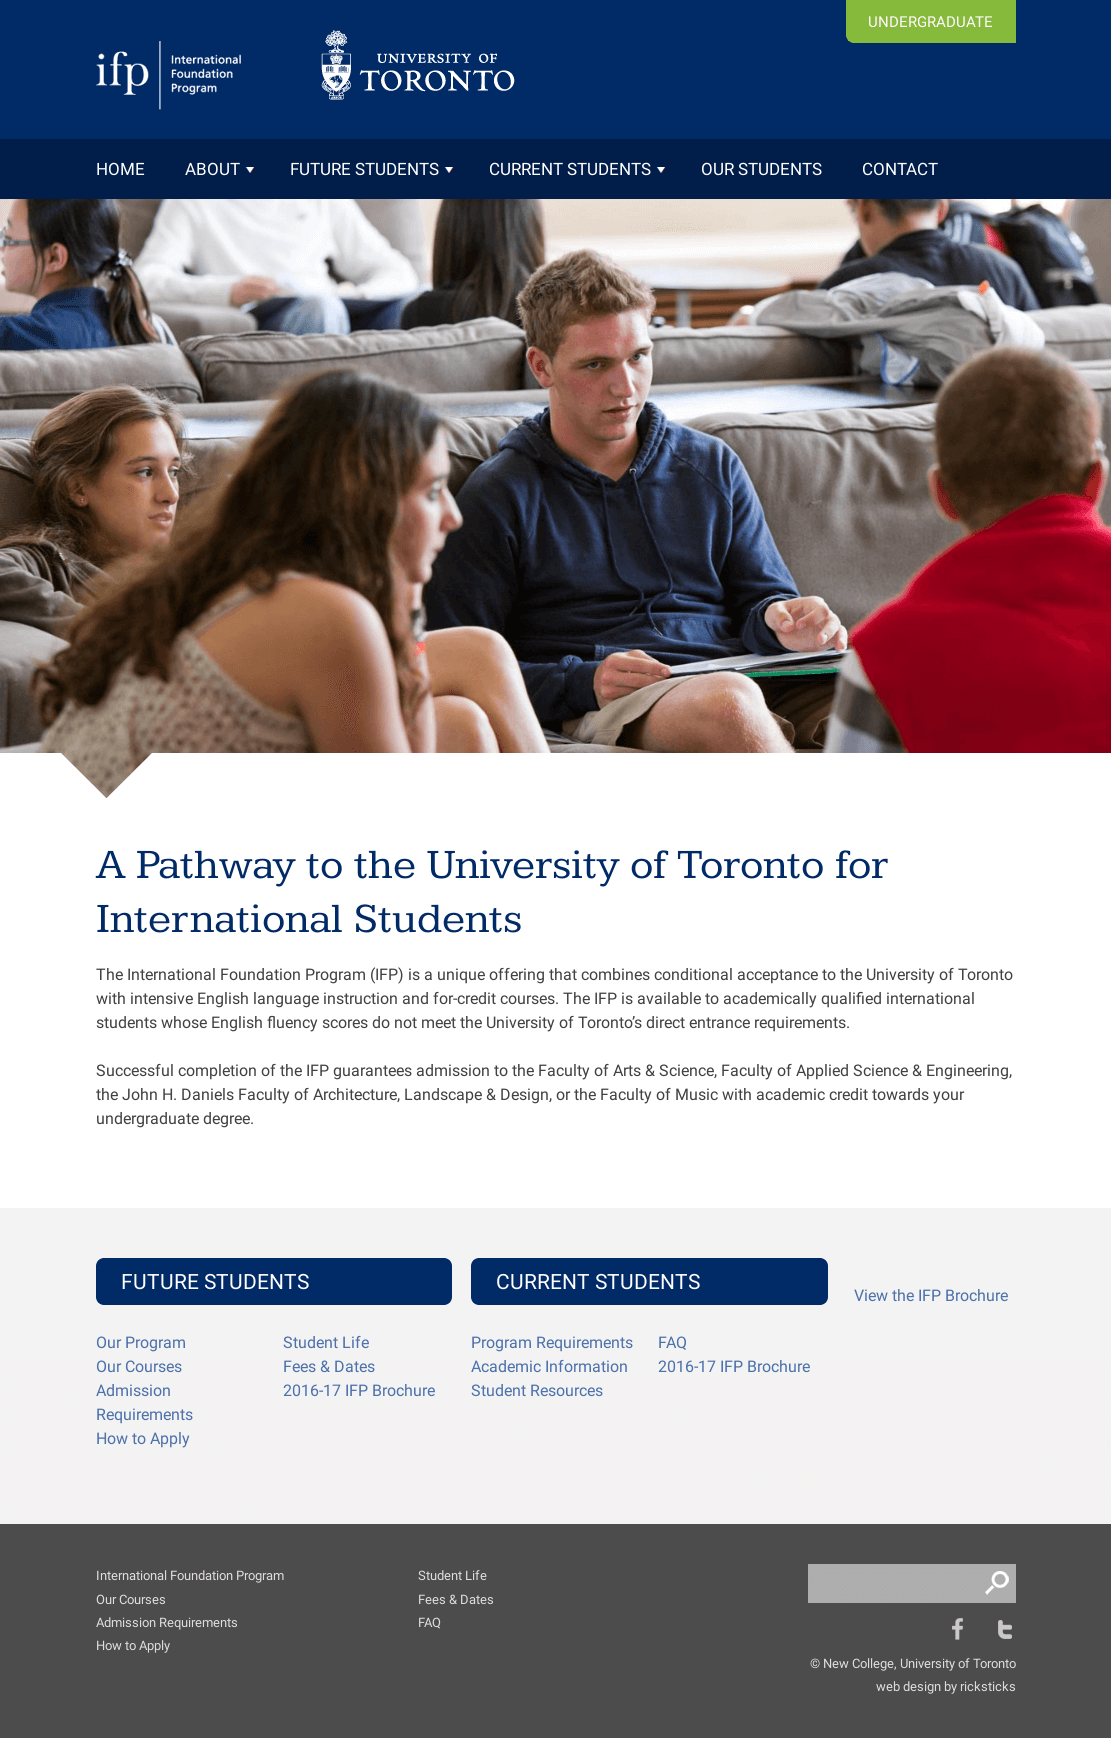 UNDERGRADUATE
ifp
International
Foundation
Program
UNIVERSITY OF
TORONTO
HOME
ABOUT
FUTURE STUDENTS
CURRENT STUDENTS
OUR STUDENTS
CONTACT
A Pathway to the University of Toronto for
International Students
The International Foundation Program (IFP) is a unique offering that combines conditional acceptance to the University of Toronto
with intensive English language instruction and for-credit courses. The IFP is available to academically qualified international
students whose English fluency scores do not meet the University of Toronto’s direct entrance requirements.
Successful completion of the IFP guarantees admission to the Faculty of Arts & Science, Faculty of Applied Science & Engineering,
the John H. Daniels Faculty of Architecture, Landscape & Design, or the Faculty of Music with academic credit towards your
undergraduate degree.
FUTURE STUDENTS
Our Program
Our Courses
Admission
Requirements
How to Apply
Student Life
Fees & Dates
2016-17 IFP Brochure
CURRENT STUDENTS
Program Requirements
Academic Information
Student Resources
FAQ
2016-17 IFP Brochure
View the IFP Brochure
International Foundation Program
Our Courses
Admission Requirements
How to Apply
Student Life
Fees & Dates
FAQ
© New College, University of Toronto
web design by ricksticks